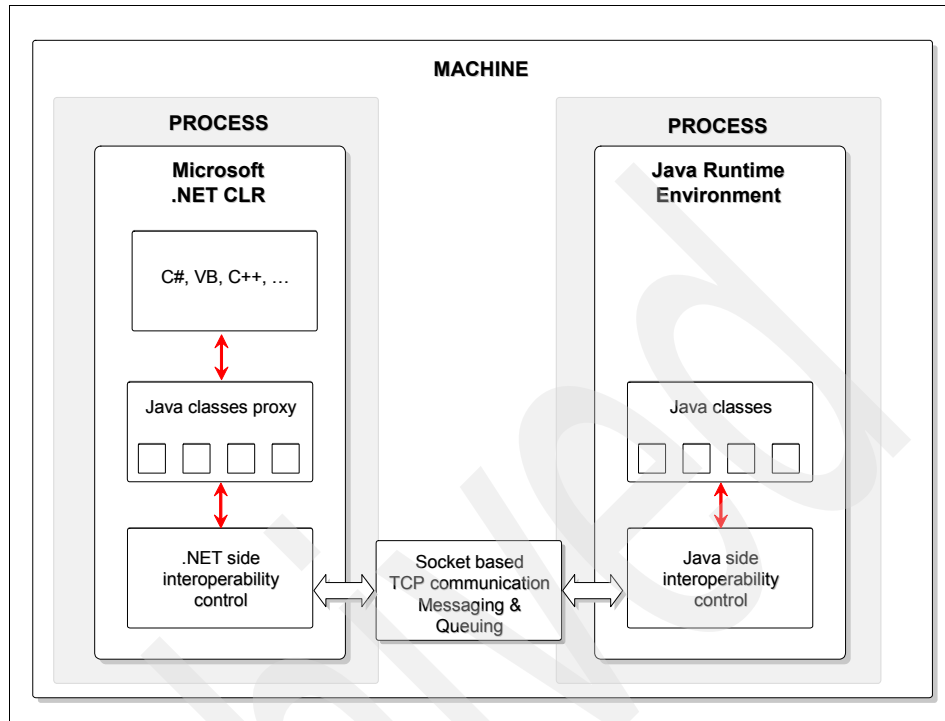 MACHINE
PROCESS
Microsoft
.NET CLR
C#, VB, C++, …
Java classes proxy
.NET side
interoperability
control
Socket based
TCP communication
Messaging &
Queuing
PROCESS
Java Runtime
Environment
Java classes
Java side
interoperability
control
hived